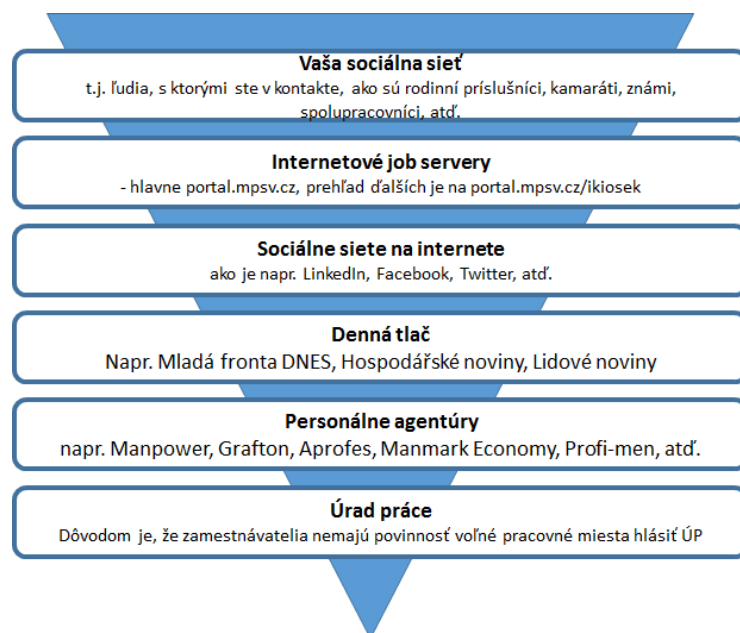 Vaša sociálna sieť
t.j. ľudia, s ktorými ste v kontakte, ako sú rodinní príslušníci, kamaráti, známi,
spolupracovníci, atď.
Internetové job servery
- hlavne portal.mpsv.cz, prehľad ďalších je na portal.mpsv.cz/ikiosek
Sociálne siete na internete
ako je napr. LinkedIn, Facebook, Twitter, atď.
Denná tlač
Napr. Mladá fronta DNES, Hospodářské noviny, Lidové noviny
Personálne agentúry
napr. Manpower, Grafton, Aprofes, Manmark Economy, Profi-men, atď.
Úrad práce
Dôvodom je, že zamestnávatelia nemajú povinnosť voľné pracovné miesta hlásiť ÚP